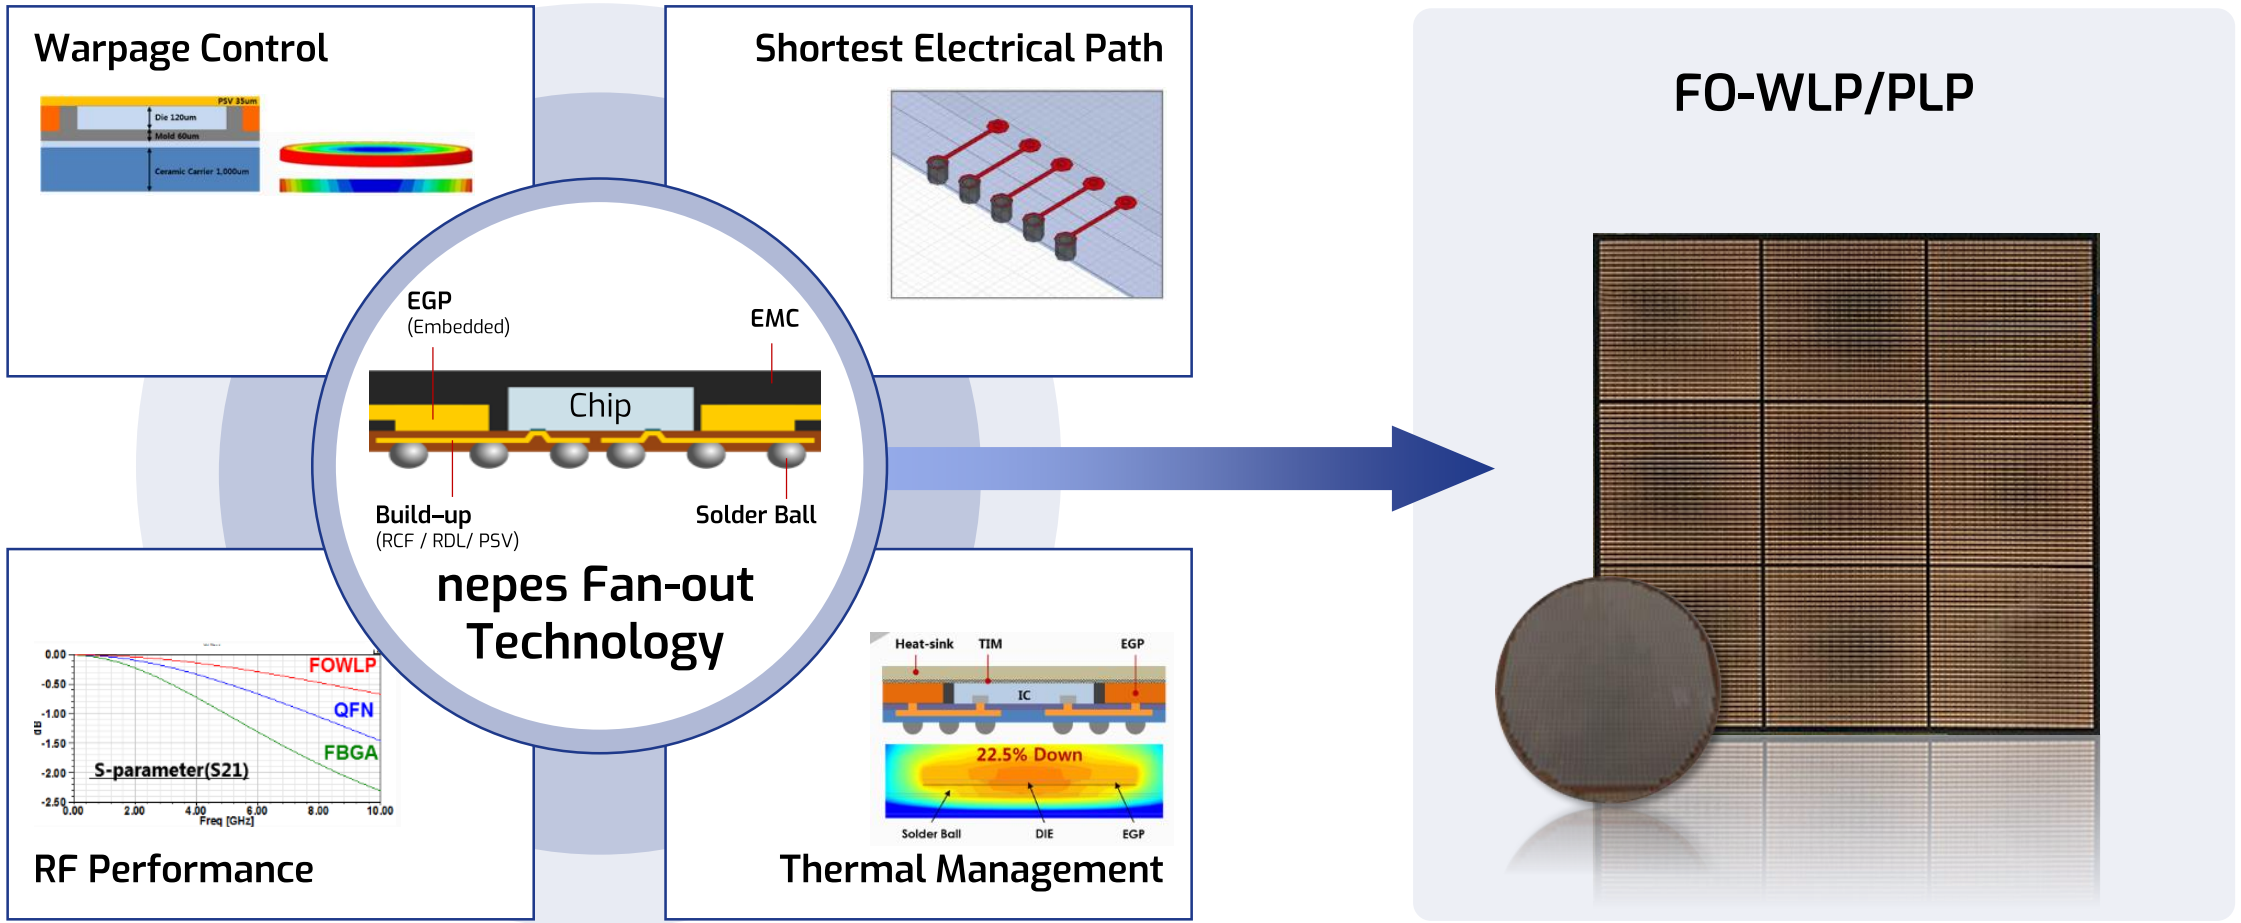 Warpage Control
PSV 35um
Die 120um
Mold 60um
Ceramic Carrier 1,000um
Shortest Electrical Path
FO-WLP/PLP
EGP
(Embedded)
EMC
Chip
Build–up
(RCF / RDL/ PSV)
Solder Ball
nepes Fan-out
Technology
0.00
-0.50
-1.00
-1.50
-2.00
-2.50
dB
FOWLP
QFN
FBGA
S-parameter(S21)
0.00 2.00 4.00 6.00 8.00 10.00
Freq [GHz]
RF Performance
Heat-sink TIM EGP
IC
22.5% Down
Solder Ball DIE EGP
Thermal Management